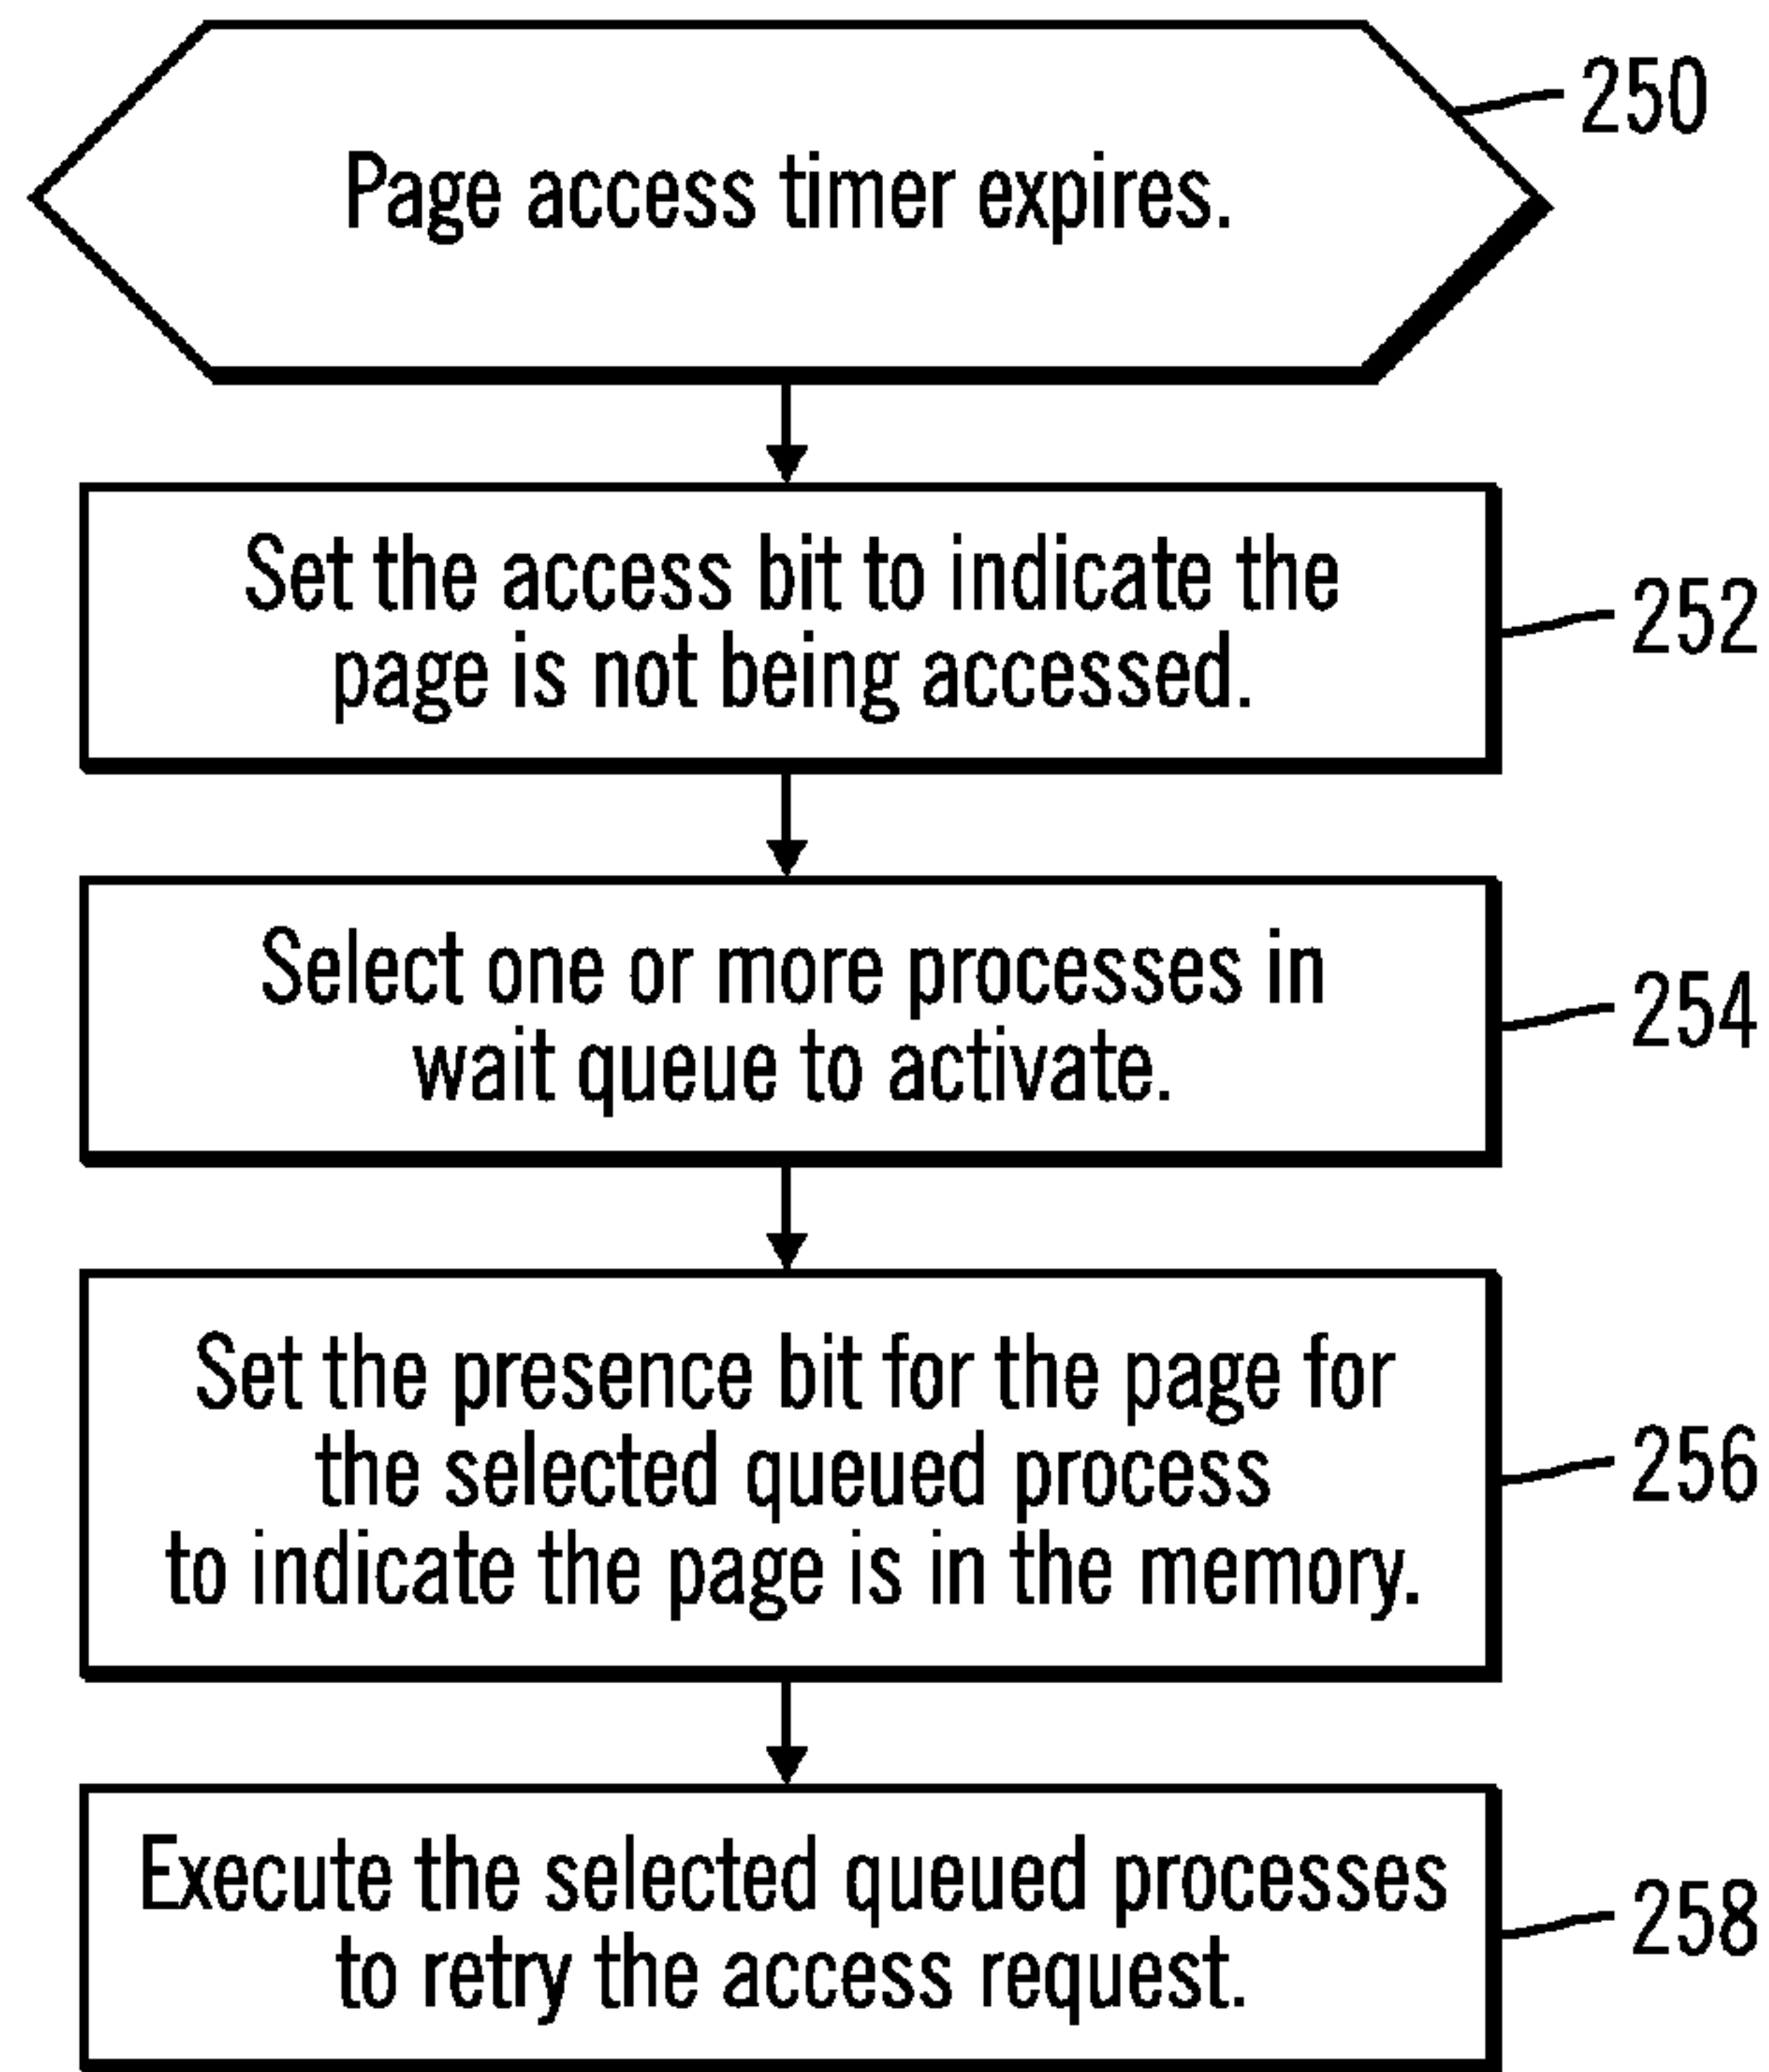 Page access timer expires.
250
Set the access bit to indicate the
page is not being accessed.
252
Select one or more processes in
wait queue to activate.
254
Set the presence bit for the page for
the selected queued process
to indicate the page is in the memory.
256
Execute the selected queued processes
to retry the access request.
258